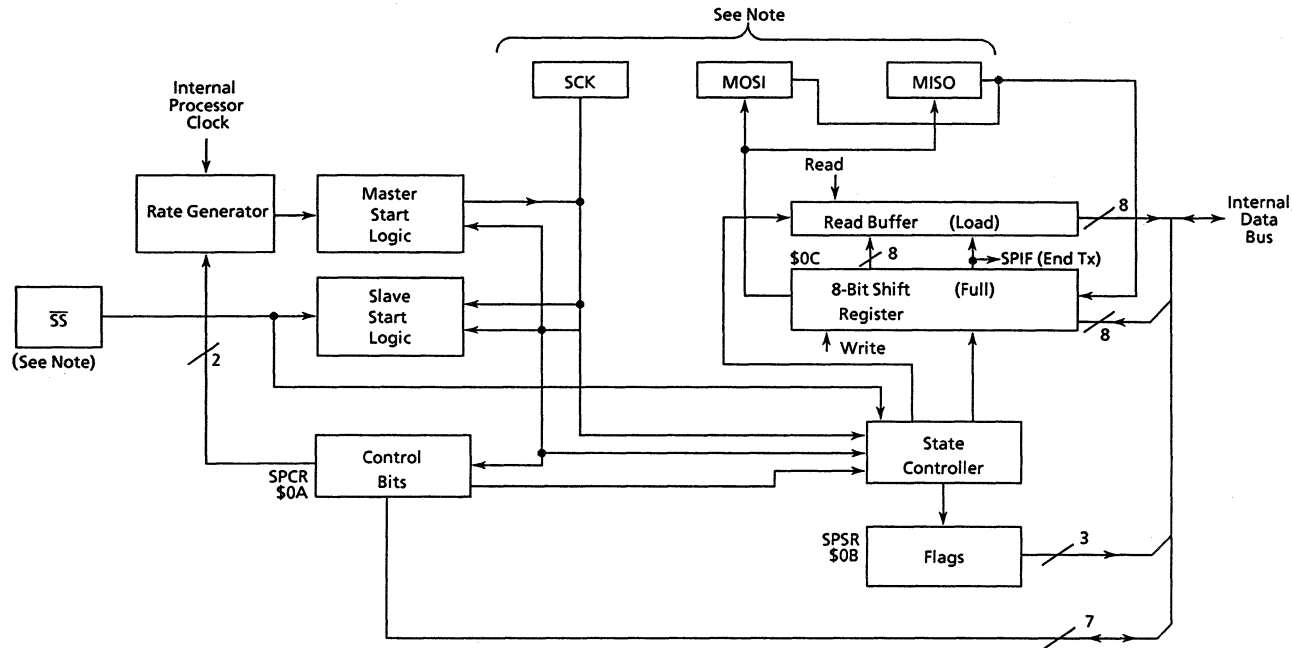 See Note
SCK
MOSI
MISO
Internal
Processor
Clock
Read
Rate Generator
Master
Start
Logic
Read Buffer (Load)
8
Internal
Data
Bus
$0C
8
SPIF (End Tx)
SS
(See Note)
Slave
Start
Logic
8-Bit Shift (Full)
Register
8
Write
2
SPCR
$0A
Control
Bits
State
Controller
SPSR
$0B
Flags
3
7